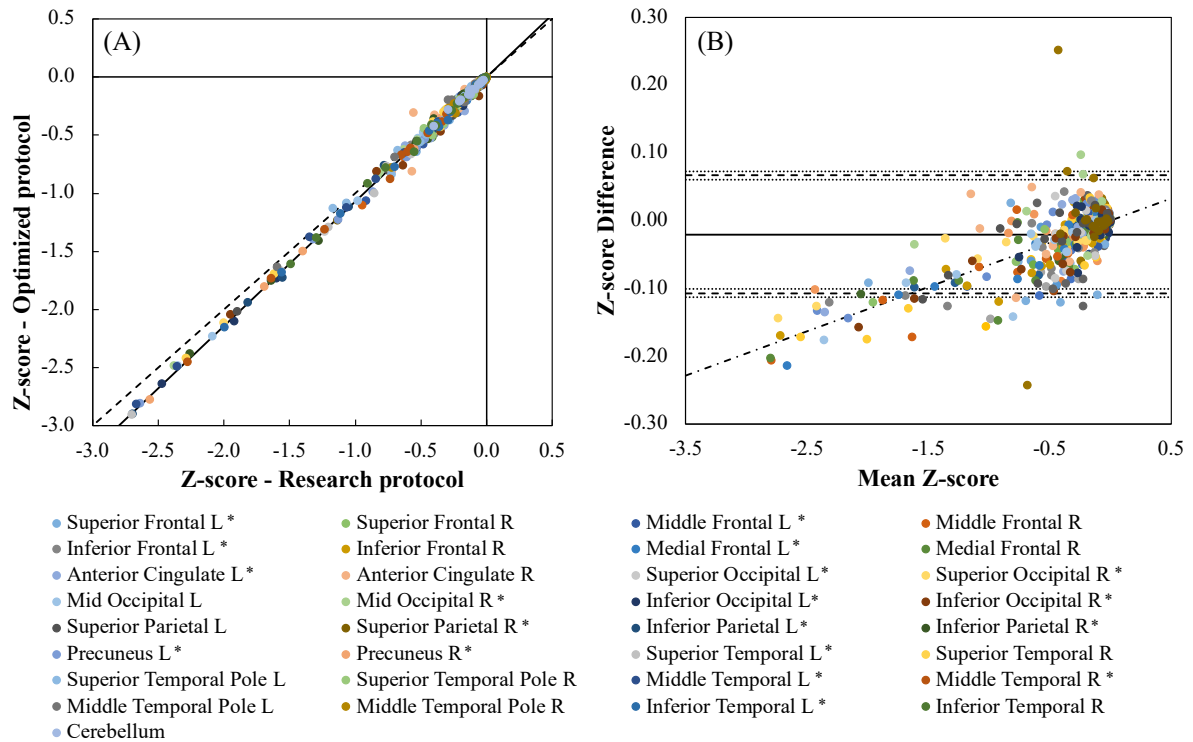 (A)
0.5
0.0
-0.5
-1.0
-1.5
-2.0
-2.5
-3.0
Z-score - Optimized protocol
-3.0 -2.5 -2.0 -1.5 -1.0 -0.5 0.0 0.5
Z-score - Research protocol
(B)
0.30
0.20
0.10
0.00
-0.10
-0.20
-0.30
Z-score Difference
-3.5 -2.5 -1.5 -0.5 0.5
Mean Z-score
Superior Frontal L * Superior Frontal R Middle Frontal L * Middle Frontal R
Inferior Frontal L * Inferior Frontal R Medial Frontal L * Medial Frontal R
Anterior Cingulate L * Anterior Cingulate R Superior Occipital L * Superior Occipital R *
Mid Occipital L Mid Occipital R * Inferior Occipital L * Inferior Occipital R *
Superior Parietal L Superior Parietal R * Inferior Parietal L * Inferior Parietal R *
Precuneus L * Precuneus R * Superior Temporal L * Superior Temporal R
Superior Temporal Pole L Superior Temporal Pole R Middle Temporal L * Middle Temporal R *
Middle Temporal Pole L Middle Temporal Pole R Inferior Temporal L * Inferior Temporal R
Cerebellum